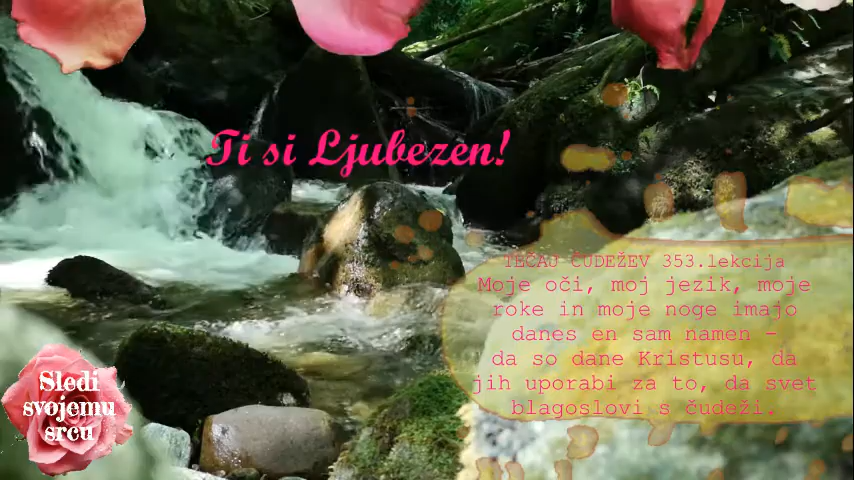 Ti si Ljubezen!
TEČAJ ČUDEŽEV 353.lekcija
Moje oči, moj jezik, moje
roke in moje noge imajo
danes en sam namen -
da so dane Kristusu, da
jih uporabi za to, da svet
blagoslovi s čudeži.
Sledi
svojemu
srcu